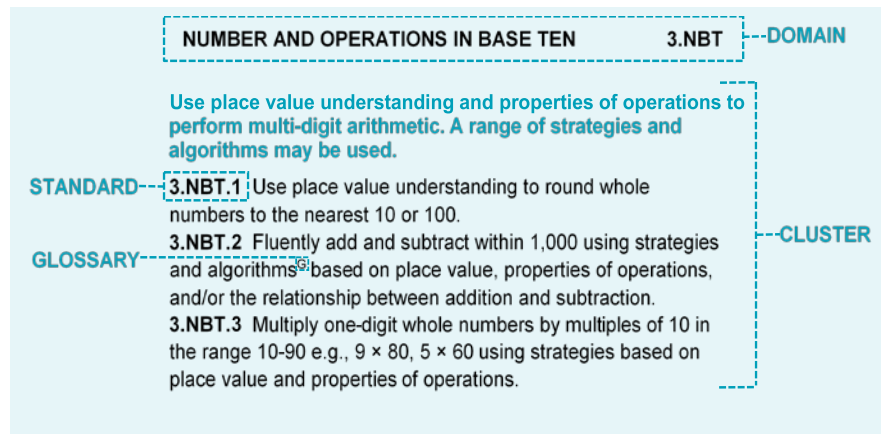 NUMBER AND OPERATIONS IN BASE TEN 3.NBT DOMAIN
Use place value understanding and properties of operations to
perform multi-digit arithmetic. A range of strategies and
algorithms may be used.
STANDARD 3.NBT.1 Use place value understanding to round whole
numbers to the nearest 10 or 100.
3.NBT.2 Fluently add and subtract within 1,000 using strategies
CLUSTER
GLOSSARY and algorithmsG based on place value, properties of operations,
and/or the relationship between addition and subtraction.
3.NBT.3 Multiply one-digit whole numbers by multiples of 10 in
the range 10-90 e.g., 9 × 80, 5 × 60 using strategies based on
place value and properties of operations.